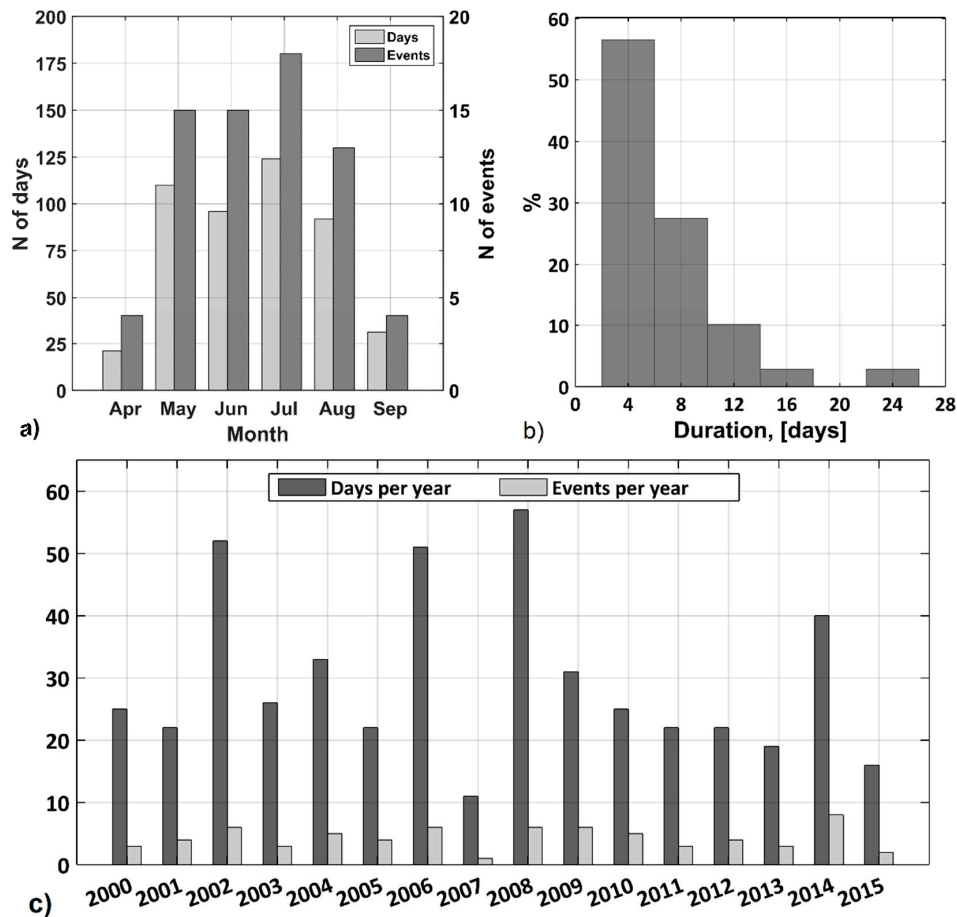 200
175
150
125
100
75
50
25
0
N of days
20
15
10
5
0
N of events
Days
Events
Apr May Jun Jul Aug Sep
Month
a)
60
50
40
30
20
10
0
%
0 4 8 12 16 20 24 28
Duration, [days]
b)
60
50
40
30
20
10
0
Days per year Events per year
2000 2001 2002 2003 2004 2005 2006 2007 2008 2009 2010 2011 2012 2013 2014 2015
c)